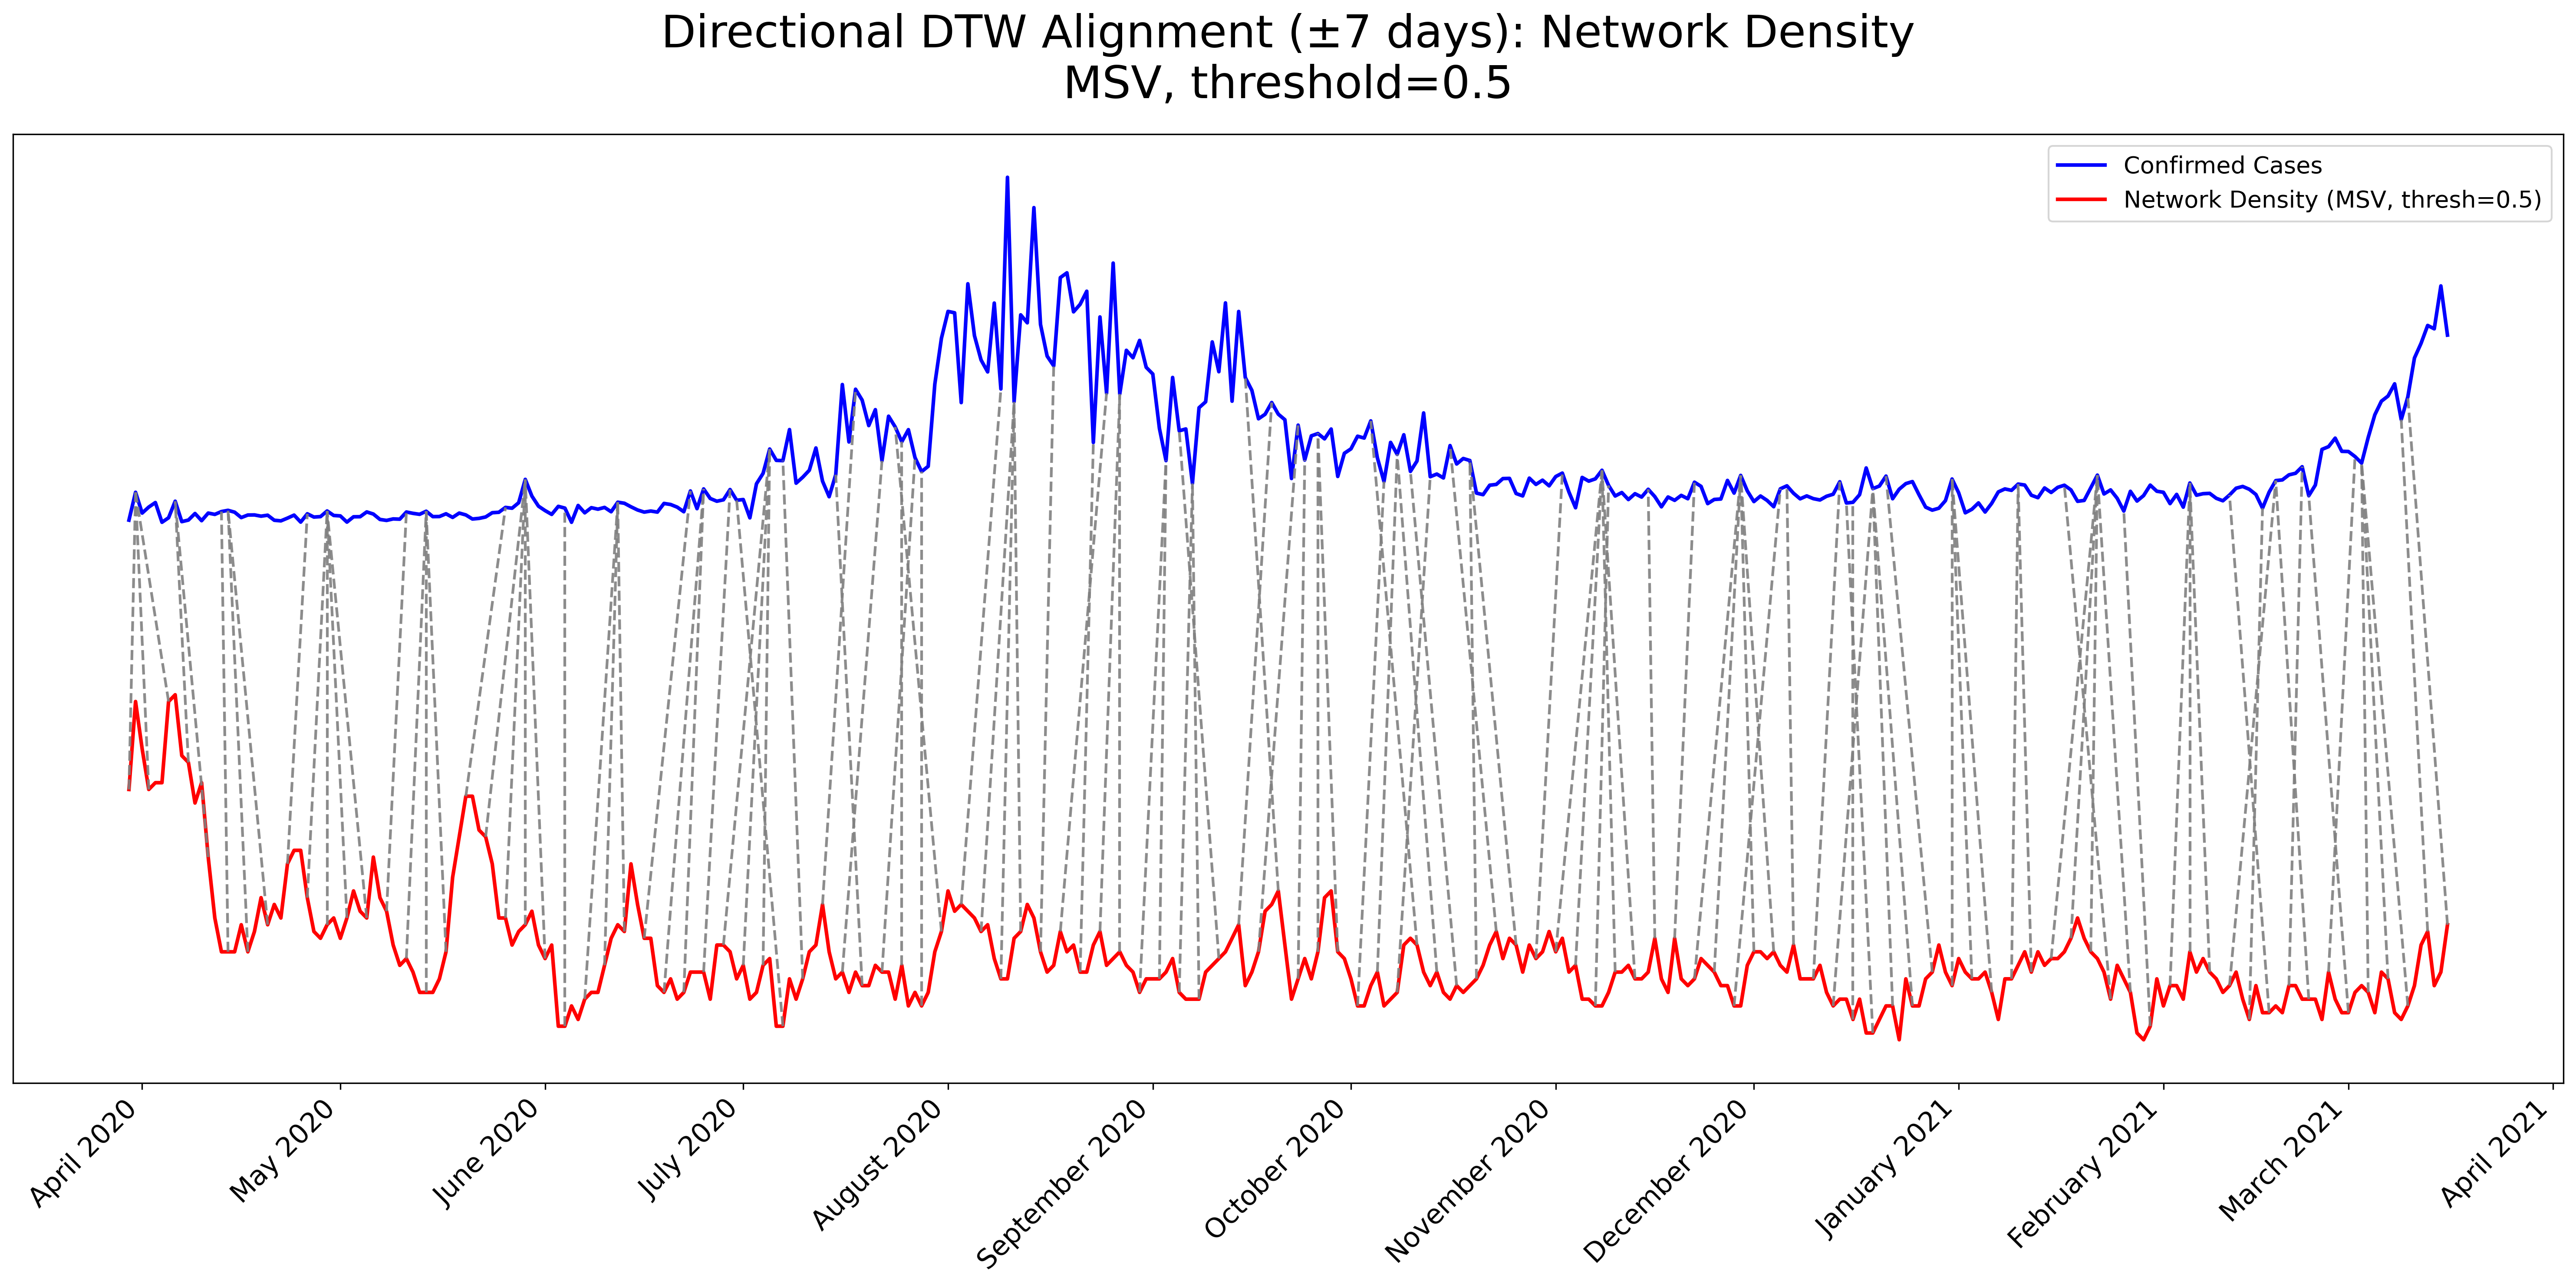 Directional DTW Alignment (±7 days): Network Density
MSV, threshold=0.5
Confirmed Cases
Network Density (MSV, thresh=0.5)
April 2020
May 2020
June 2020
July 2020
August 2020
September 2020
October 2020
November 2020
December 2020
January 2021
February 2021
March 2021
April 2021